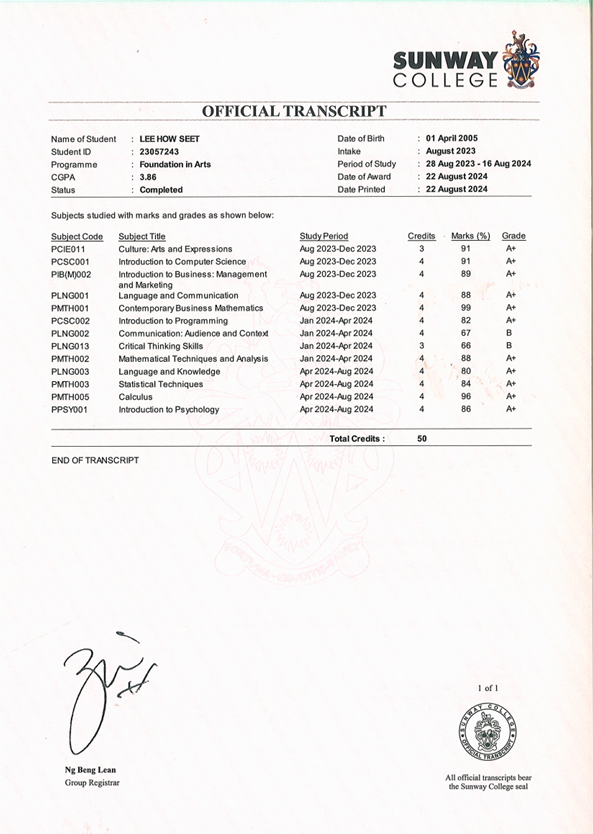 SUNWAY
COLLEGE
OFFICIAL TRANSCRIPT
Name of Student : LEE HOW SEET Date of Birth : 01 April 2005
Student ID : 23057243 Intake : August 2023
Programme : Foundation in Arts Period of Study : 28 Aug 2023 - 16 Aug 2024
CGPA : 3.86 Date of Award : 22 August 2024
Status : Completed Date Printed : 22 August 2024
Subjects studied with marks and grades as shown below:
Subject Code Subject Title Study Period Credits Marks (%) Grade
PCIE011 Culture: Arts and Expressions Aug 2023-Dec 2023 3 91 A+
PCSC001 Introduction to Computer Science Aug 2023-Dec 2023 4 91 A+
PIB(M)002 Introduction to Business: Management Aug 2023-Dec 2023 4 89 A+
and Marketing
PLNG001 Language and Communication Aug 2023-Dec 2023 4 88 A+
PMTH001 Contemporary Business Mathematics Aug 2023-Dec 2023 4 99 A+
PCSC002 Introduction to Programming Jan 2024-Apr 2024 4 82 A+
PLNG002 Communication: Audience and Context Jan 2024-Apr 2024 4 67 B
PLNG013 Critical Thinking Skills Jan 2024-Apr 2024 3 66 B
PMTH002 Mathematical Techniques and Analysis Jan 2024-Apr 2024 4 88 A+
PLNG003 Language and Knowledge Apr 2024-Aug 2024 4 80 A+
PMTH003 Statistical Techniques Apr 2024-Aug 2024 4 84 A+
PMTH005 Calculus Apr 2024-Aug 2024 4 96 A+
PPSY001 Introduction to Psychology Apr 2024-Aug 2024 4 86 A+
Total Credits : 50
END OF TRANSCRIPT
Ng Beng Lean
Group Registrar
1 of 1
SUNWAY COLLEGE
OFFICIAL TRANSCRIPT
All official transcripts bear
the Sunway College seal